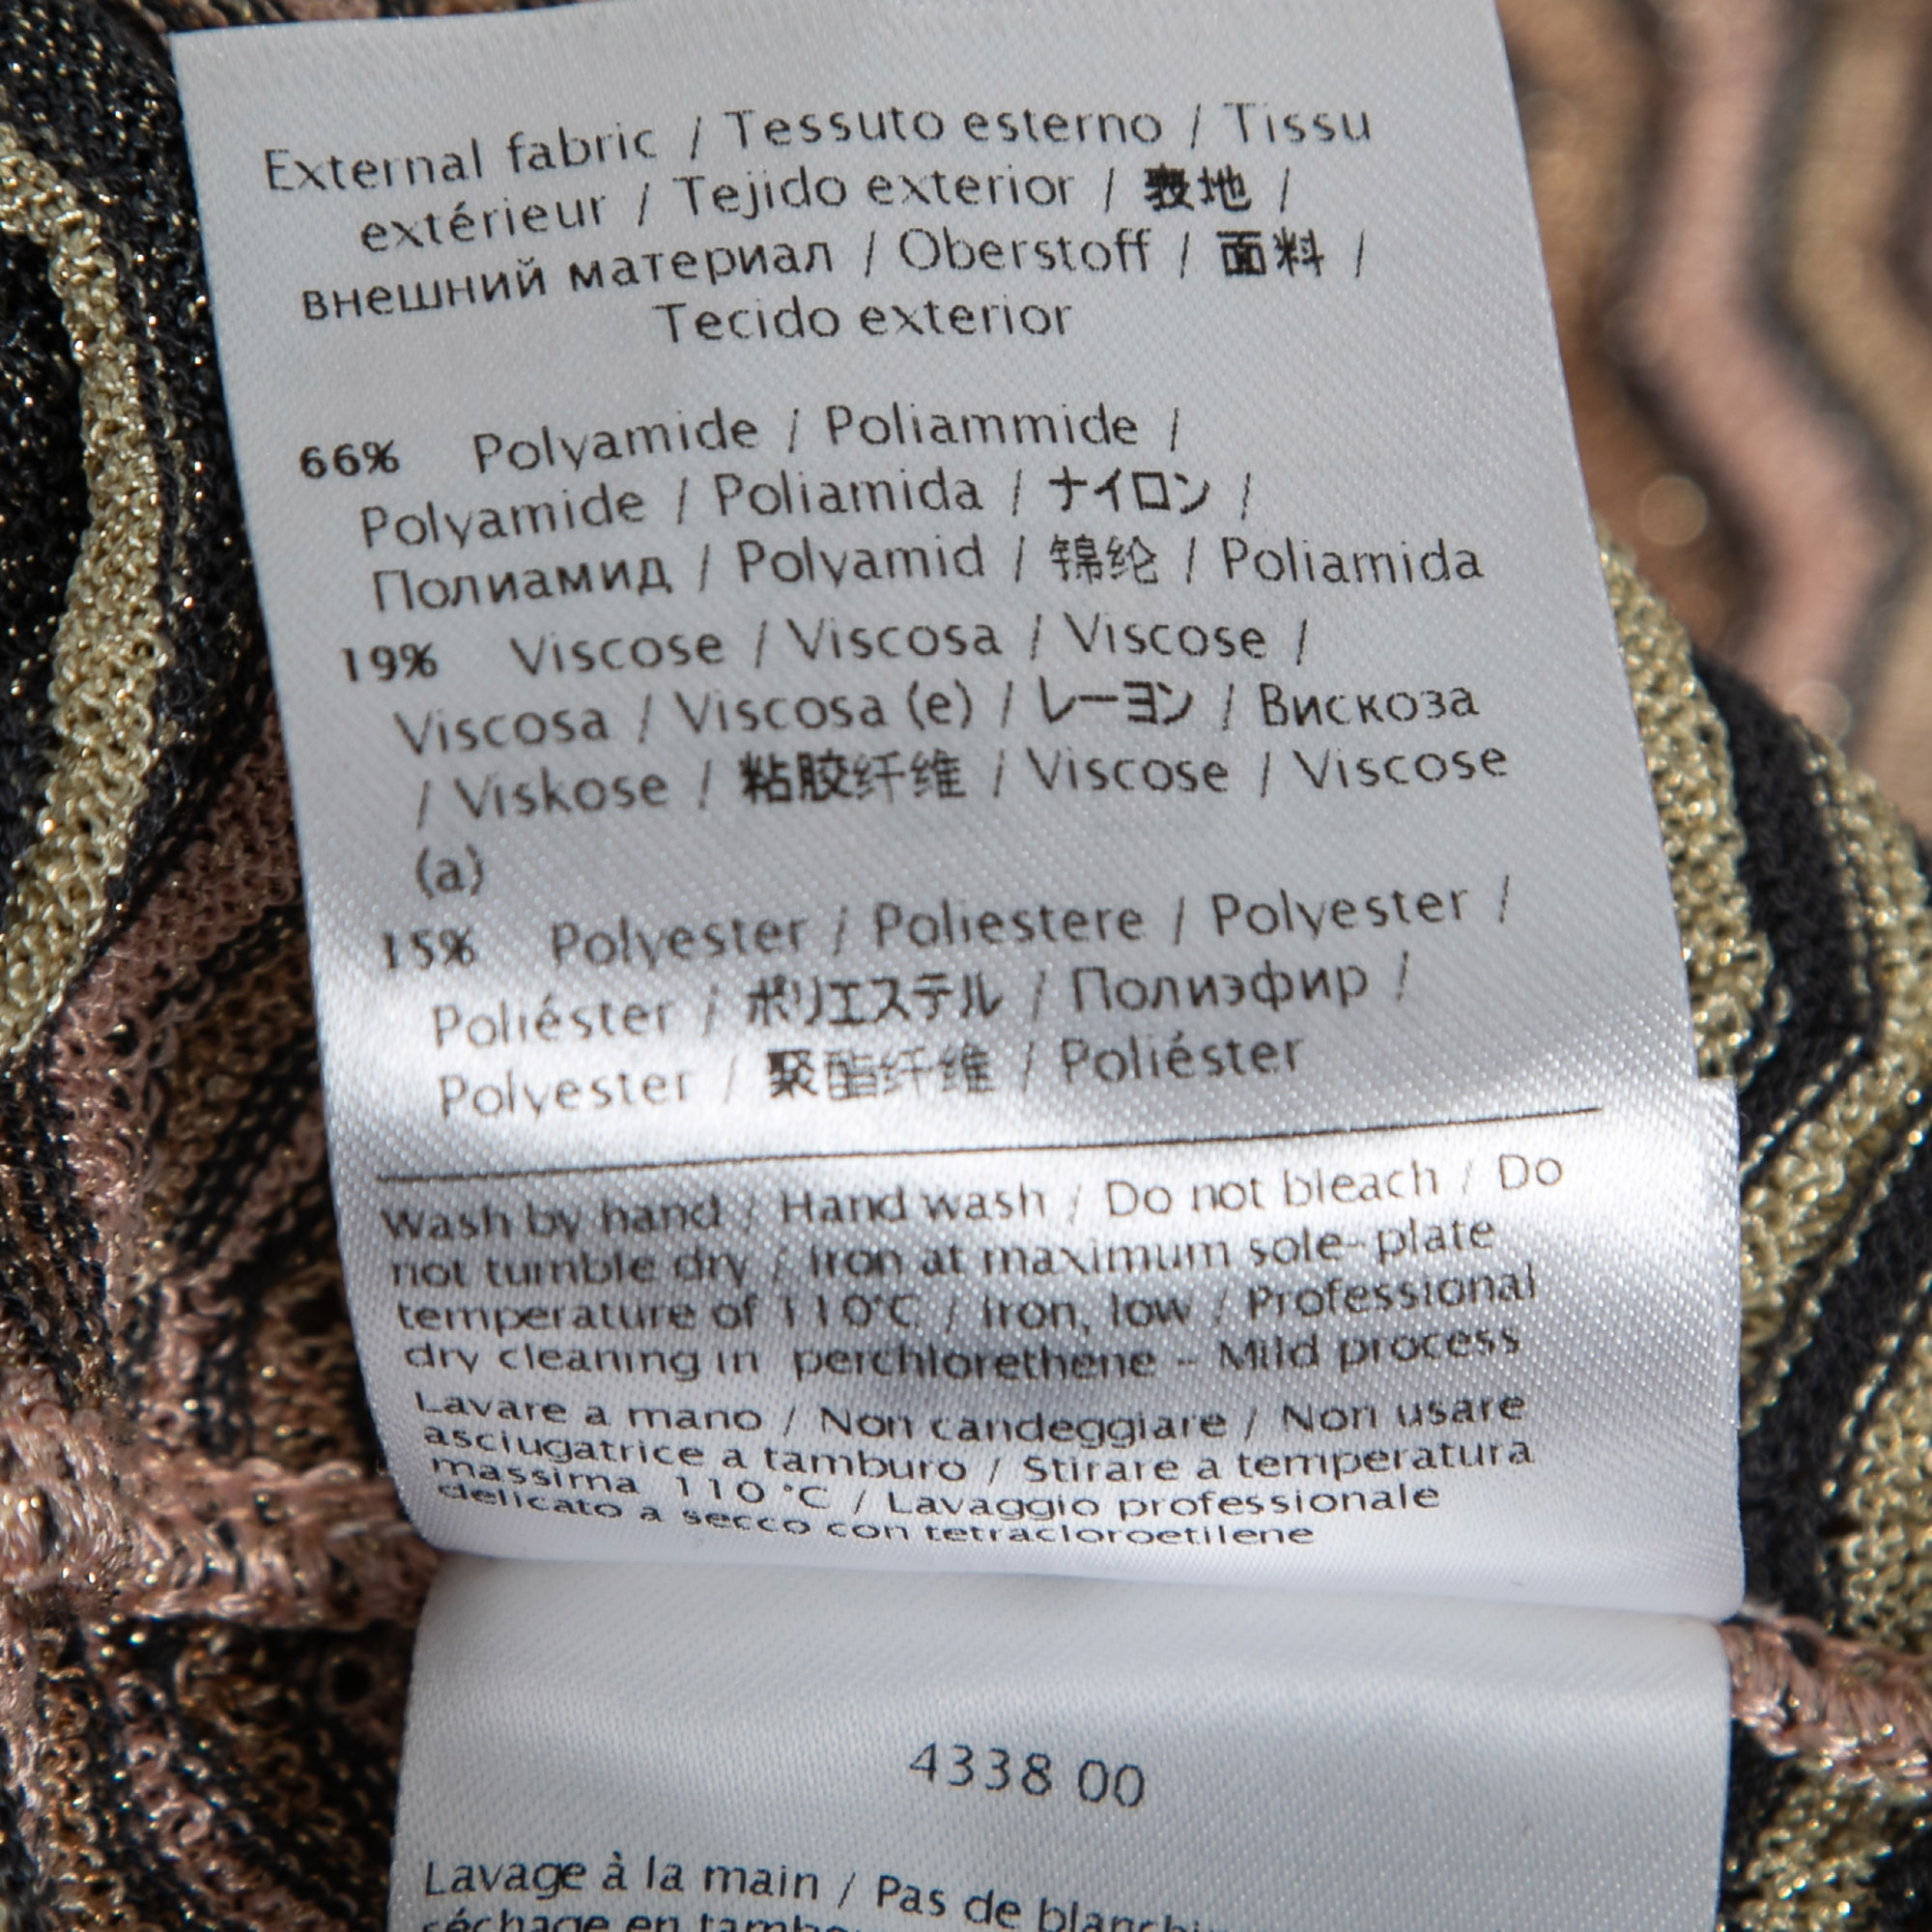 External fabric / Tessuto esterno / Tissu
extérieur / Tejido exterior / 表地 /
внешний материал / Oberstoff / 面料 /
Tecido exterior
66% Polyamide / Poliammide /
Polyamide / Poliamida / ナイロン /
Полиамид / Polyamid / 锦纶 / Poliamida
19% Viscose / Viscosa / Viscose /
Viscosa / Viscosa (e) / レーヨン / Вискоза
/ Viskose / 粘胶纤维 / Viscose / Viscose
(a)
15% Polyester / Poliestere / Polyester /
Poliéster / ポリエステル / Полиэфир /
Polyester / 聚酯纤维 / Poliéster
Wash by hand / Hand wash / Do not bleach / Do
not tumble dry / Iron at maximum sole-plate
temperature of 110°C / Iron, low / Professional
dry cleaning in perchlorethene - Mild process
Lavare a mano / Non candeggiare / Non usare
asciugatrice a tamburo / Stirare a temperatura
massima 110 °C / Lavaggio professionale
delicato a secco con tetracloroetilene
4338 00
Lavage à la main / Pas de
séchage en